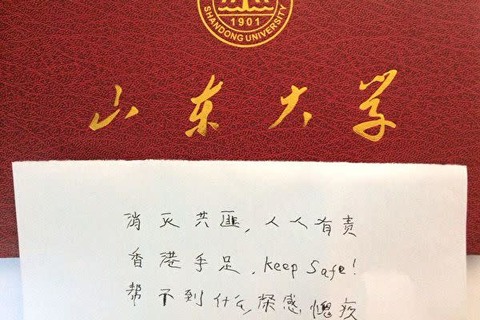 SHANDONG UNIVERSITY
1901
山东大学
消灭共匪,人人有责
香港手足,keep Safe!
帮不到什么,深感愧疚